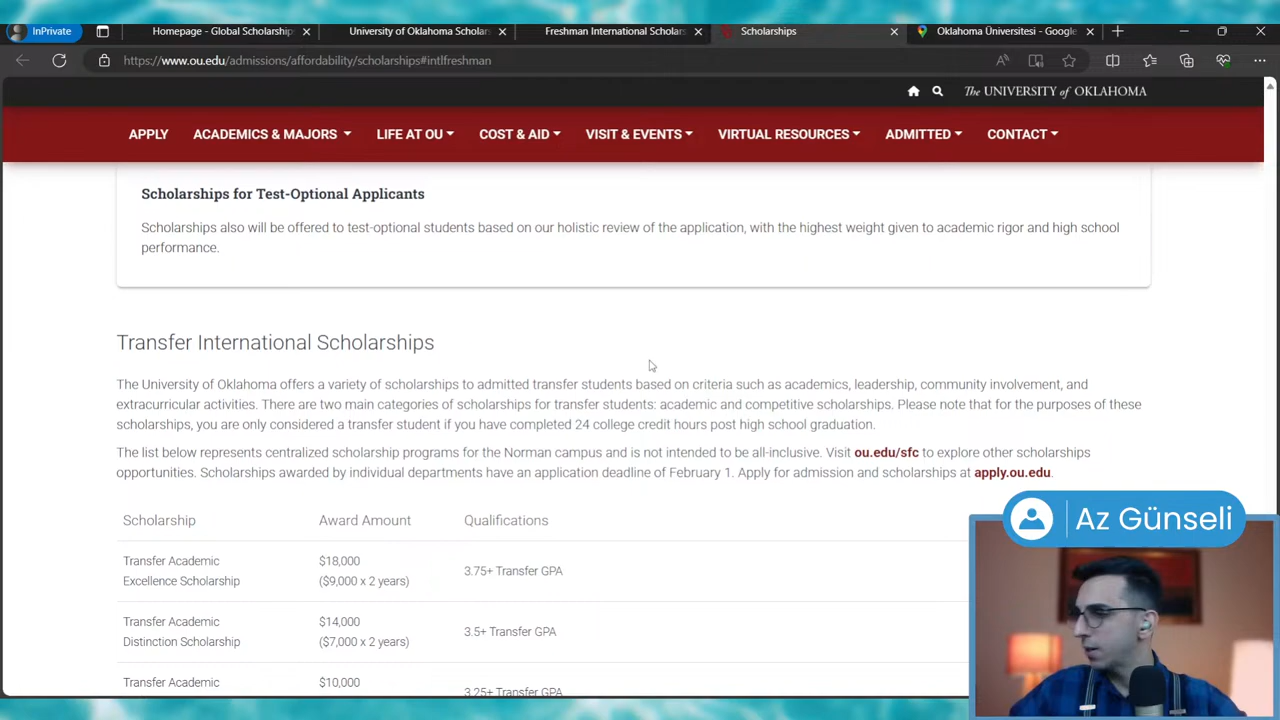 InPrivate
Homepage - Global Scholarship
University of Oklahoma Scholars
Freshman International Scholars
Scholarships
Oklahoma Üniversitesi - Google
https://www.ou.edu/admissions/affordability/scholarships#intlfreshman
The UNIVERSITY of OKLAHOMA
APPLY ACADEMICS & MAJORS LIFE AT OU COST & AID VISIT & EVENTS VIRTUAL RESOURCES ADMITTED CONTACT
Scholarships for Test-Optional Applicants
Scholarships also will be offered to test-optional students based on our holistic review of the application, with the highest weight given to academic rigor and high school
performance.
Transfer International Scholarships
The University of Oklahoma offers a variety of scholarships to admitted transfer students based on criteria such as academics, leadership, community involvement, and
extracurricular activities. There are two main categories of scholarships for transfer students: academic and competitive scholarships. Please note that for the purposes of these
scholarships, you are only considered a transfer student if you have completed 24 college credit hours post high school graduation.
The list below represents centralized scholarship programs for the Norman campus and is not intended to be all-inclusive. Visit ou.edu/sfc to explore other scholarships
opportunities. Scholarships awarded by individual departments have an application deadline of February 1. Apply for admission and scholarships at apply.ou.edu.
Scholarship Award Amount Qualifications
Transfer Academic
Excellence Scholarship
$18,000
($9,000 x 2 years)
3.75+ Transfer GPA
Transfer Academic
Distinction Scholarship
$14,000
($7,000 x 2 years)
3.5+ Transfer GPA
Transfer Academic
$10,000
3.25+ Transfer GPA
Az Günseli